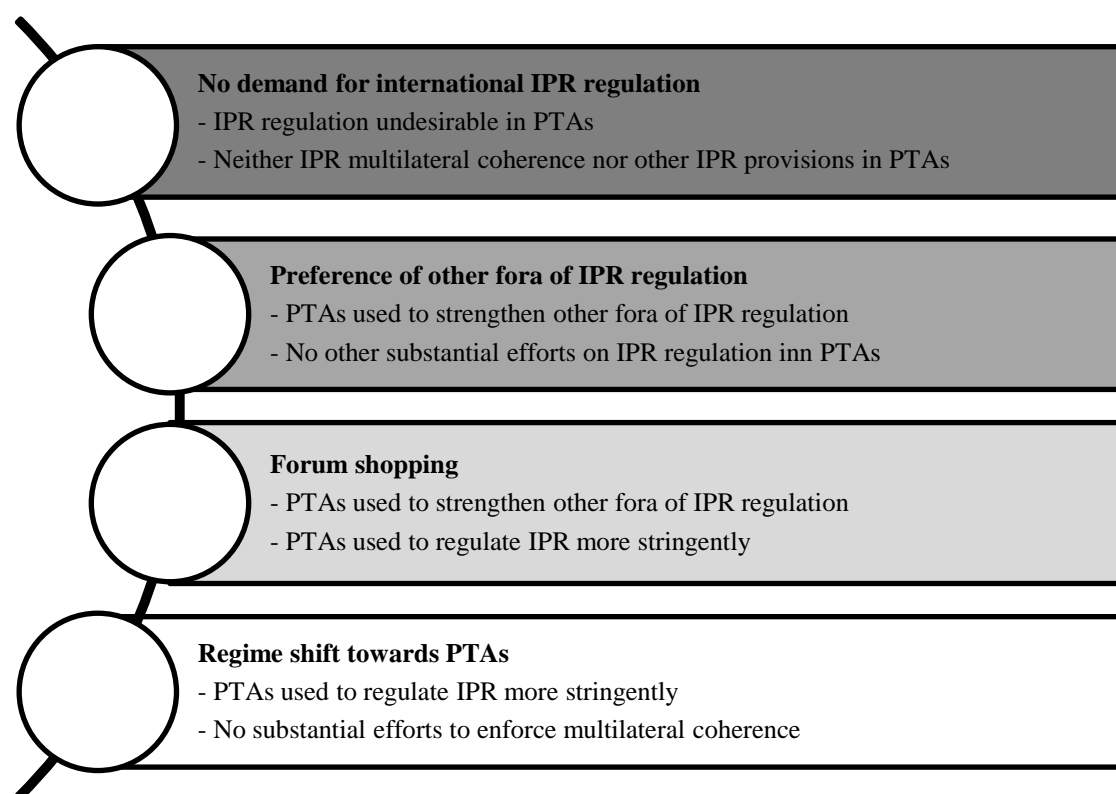 No demand for international IPR regulation
- IPR regulation undesirable in PTAs
- Neither IPR multilateral coherence nor other IPR provisions in PTAs
Preference of other fora of IPR regulation
- PTAs used to strengthen other fora of IPR regulation
- No other substantial efforts on IPR regulation inn PTAs
Forum shopping
- PTAs used to strengthen other fora of IPR regulation
- PTAs used to regulate IPR more stringently
Regime shift towards PTAs
- PTAs used to regulate IPR more stringently
- No substantial efforts to enforce multilateral coherence